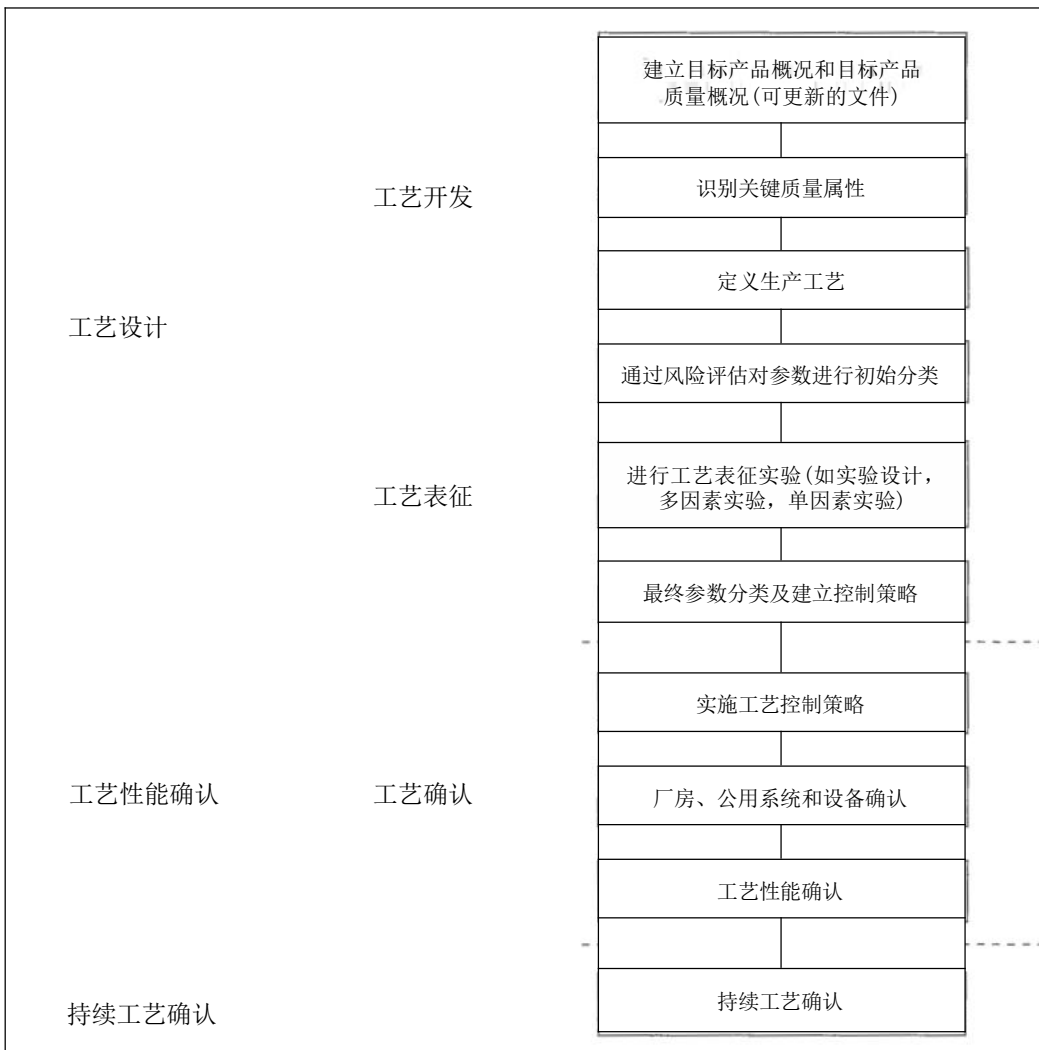 建立目标产品概况和目标产品
质量概况(可更新的文件)
工艺开发
识别关键质量属性
定义生产工艺
工艺设计
通过风险评估对参数进行初始分类
工艺表征
进行工艺表征实验(如实验设计，
多因素实验，单因素实验)
最终参数分类及建立控制策略
实施工艺控制策略
工艺性能确认
工艺确认
厂房、公用系统和设备确认
工艺性能确认
持续工艺确认
持续工艺确认